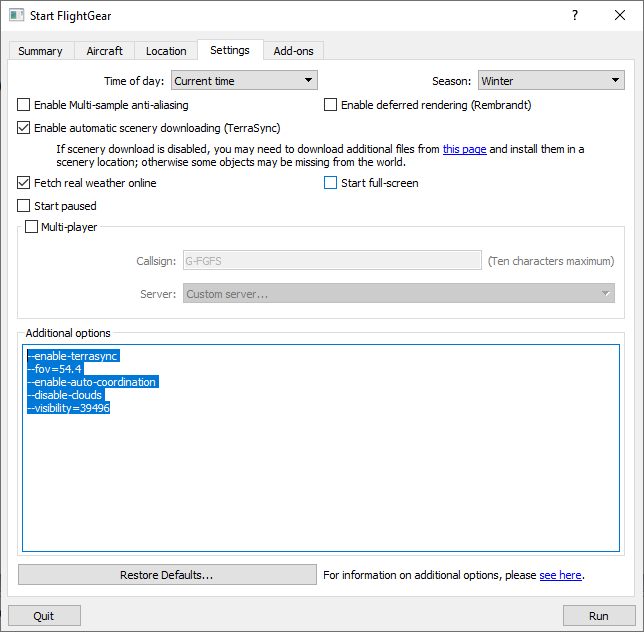 Start FlightGear
?
Summary Aircraft Location Settings Add-ons
Time of day: Current time Season: Winter
Enable Multi-sample anti-aliasing Enable deferred rendering (Rembrandt)
Enable automatic scenery downloading (TerraSync)
If scenery download is disabled, you may need to download additional files from this page and install them in a
scenery location; otherwise some objects may be missing from the world.
Fetch real weather online Start full-screen
Start paused
Multi-player
Callsign: G-FGFS (Ten characters maximum)
Server: Custom server...
Additional options
--enable-terrasync
--fov=54.4
--enable-auto-coordination
--disable-clouds
--visibility=39496
Restore Defaults... For information on additional options, please see here.
Quit Run